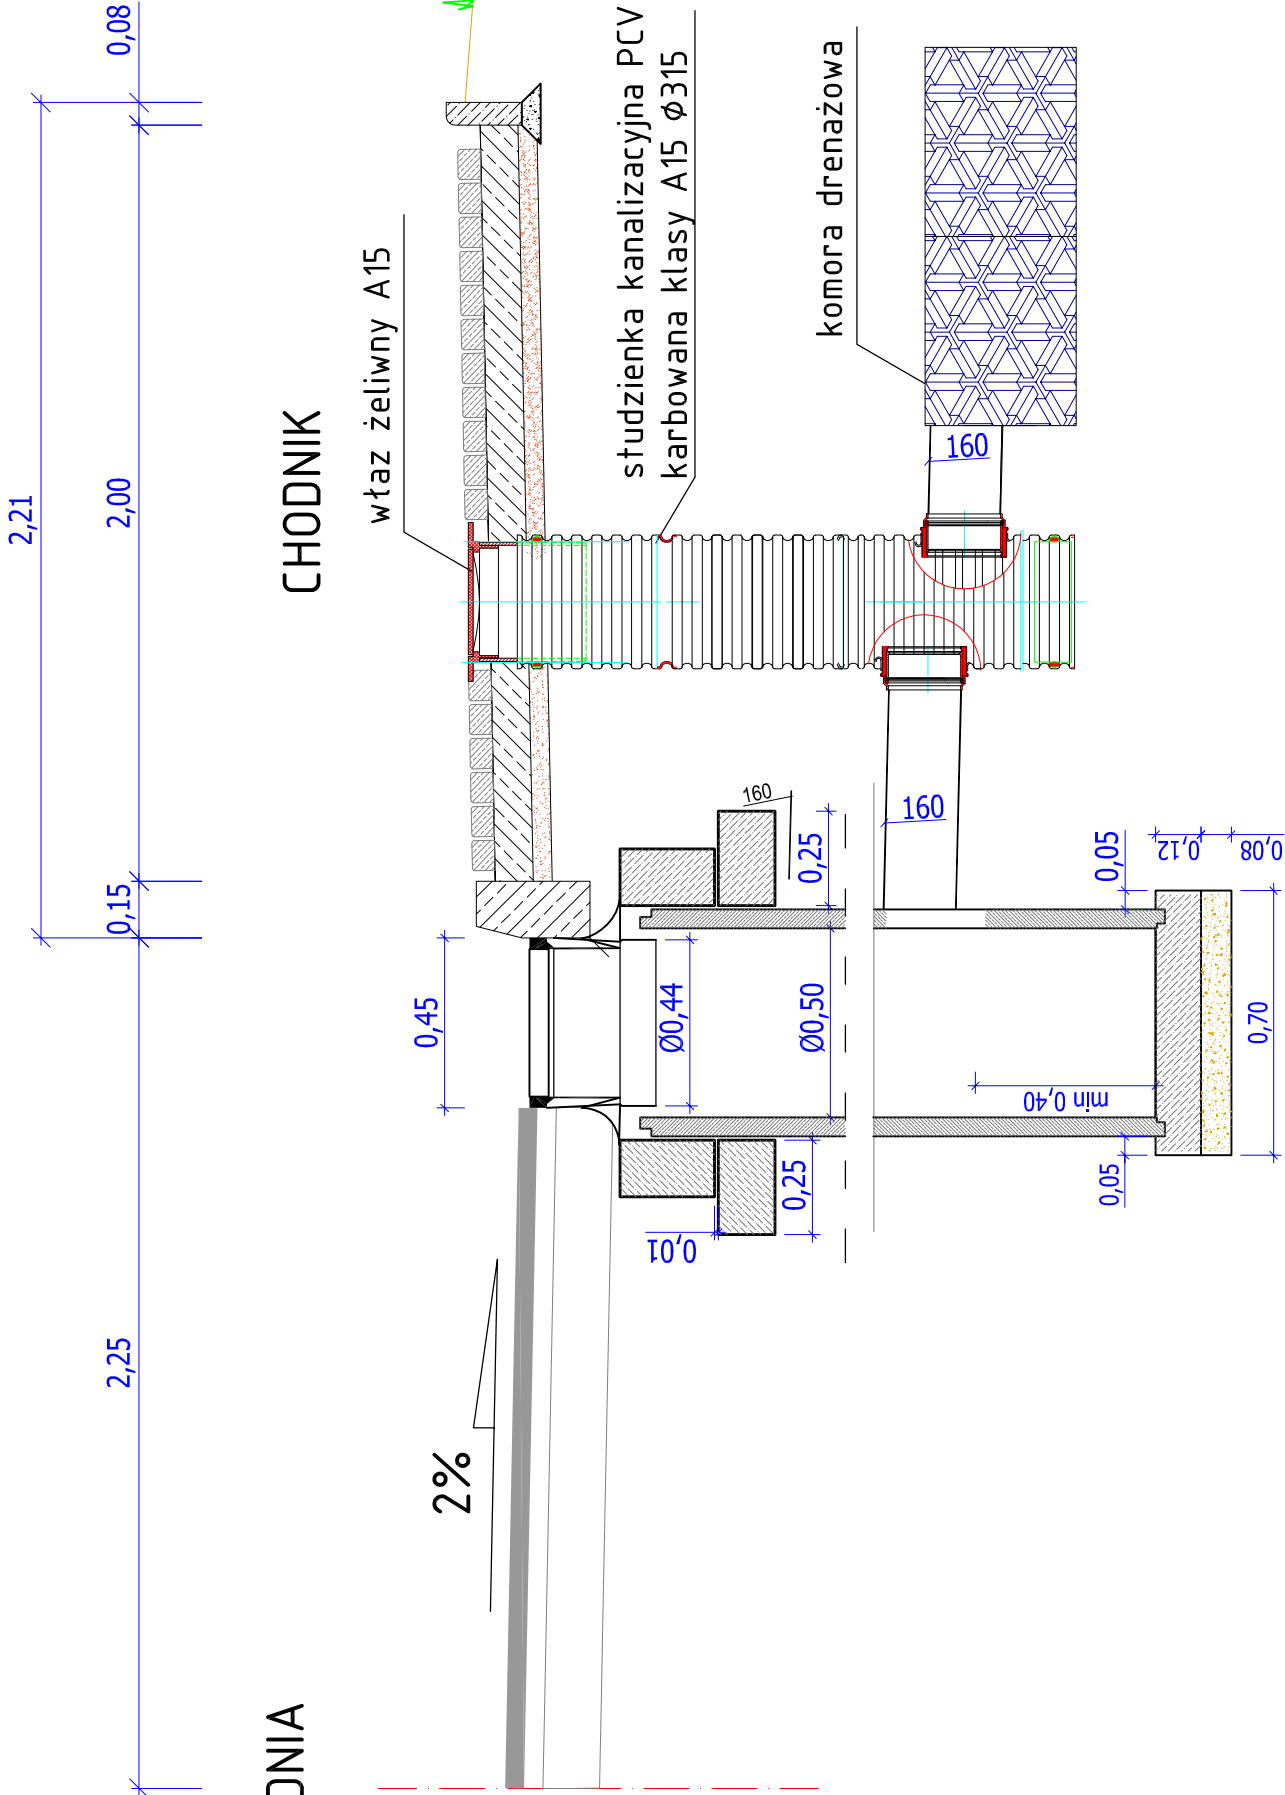 2,21
0,08
2,00
0,15
2,25
CHODNIK
DNIA
właz żeliwny A15
studzienka kanalizacyjna PCV
karbowana klasy A15 ϕ315
komora drenażowa
160
160
160
0,45
Ø0,44
Ø0,50
0,25
0,25
0,01
0,05
0,05
0,12
0,08
0,70
min 0,40
2%